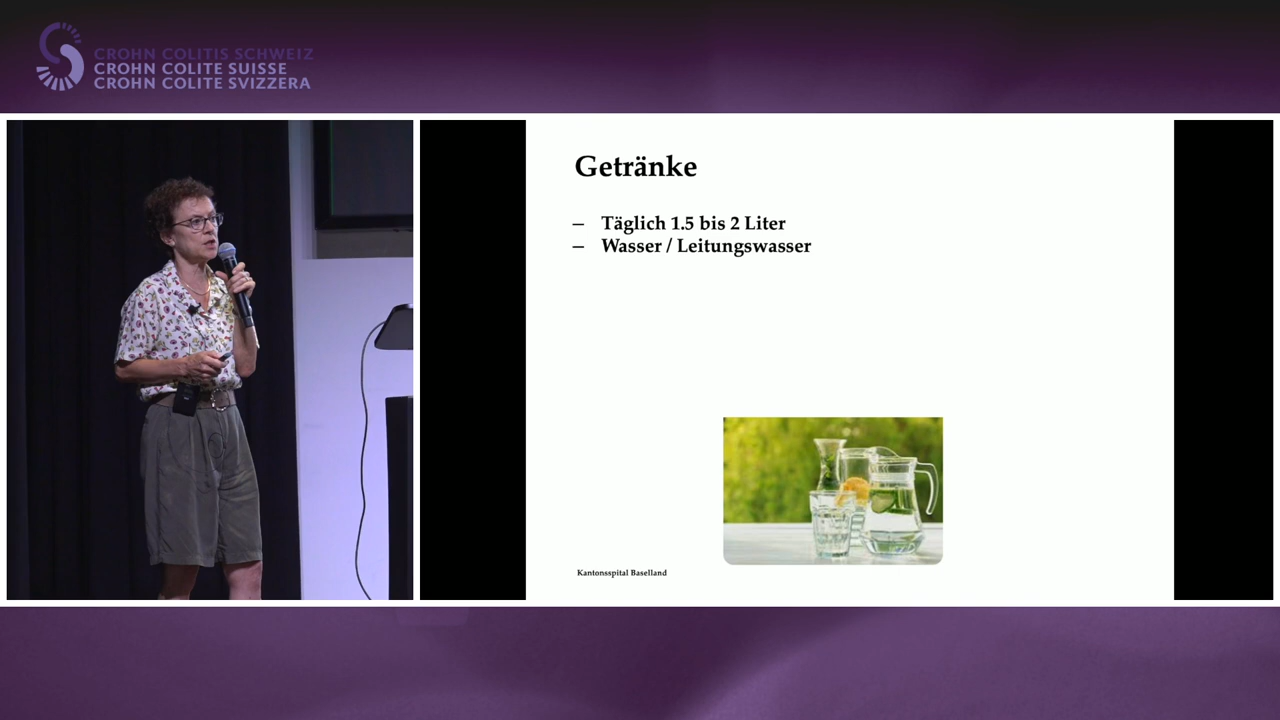 CROHN COLITIS SCHWEIZ
CROHN COLITE SUISSE
CROHN COLITE SVIZZERA
Getränke
– Täglich 1.5 bis 2 Liter
– Wasser / Leitungswasser
Kantonsspital Baselland